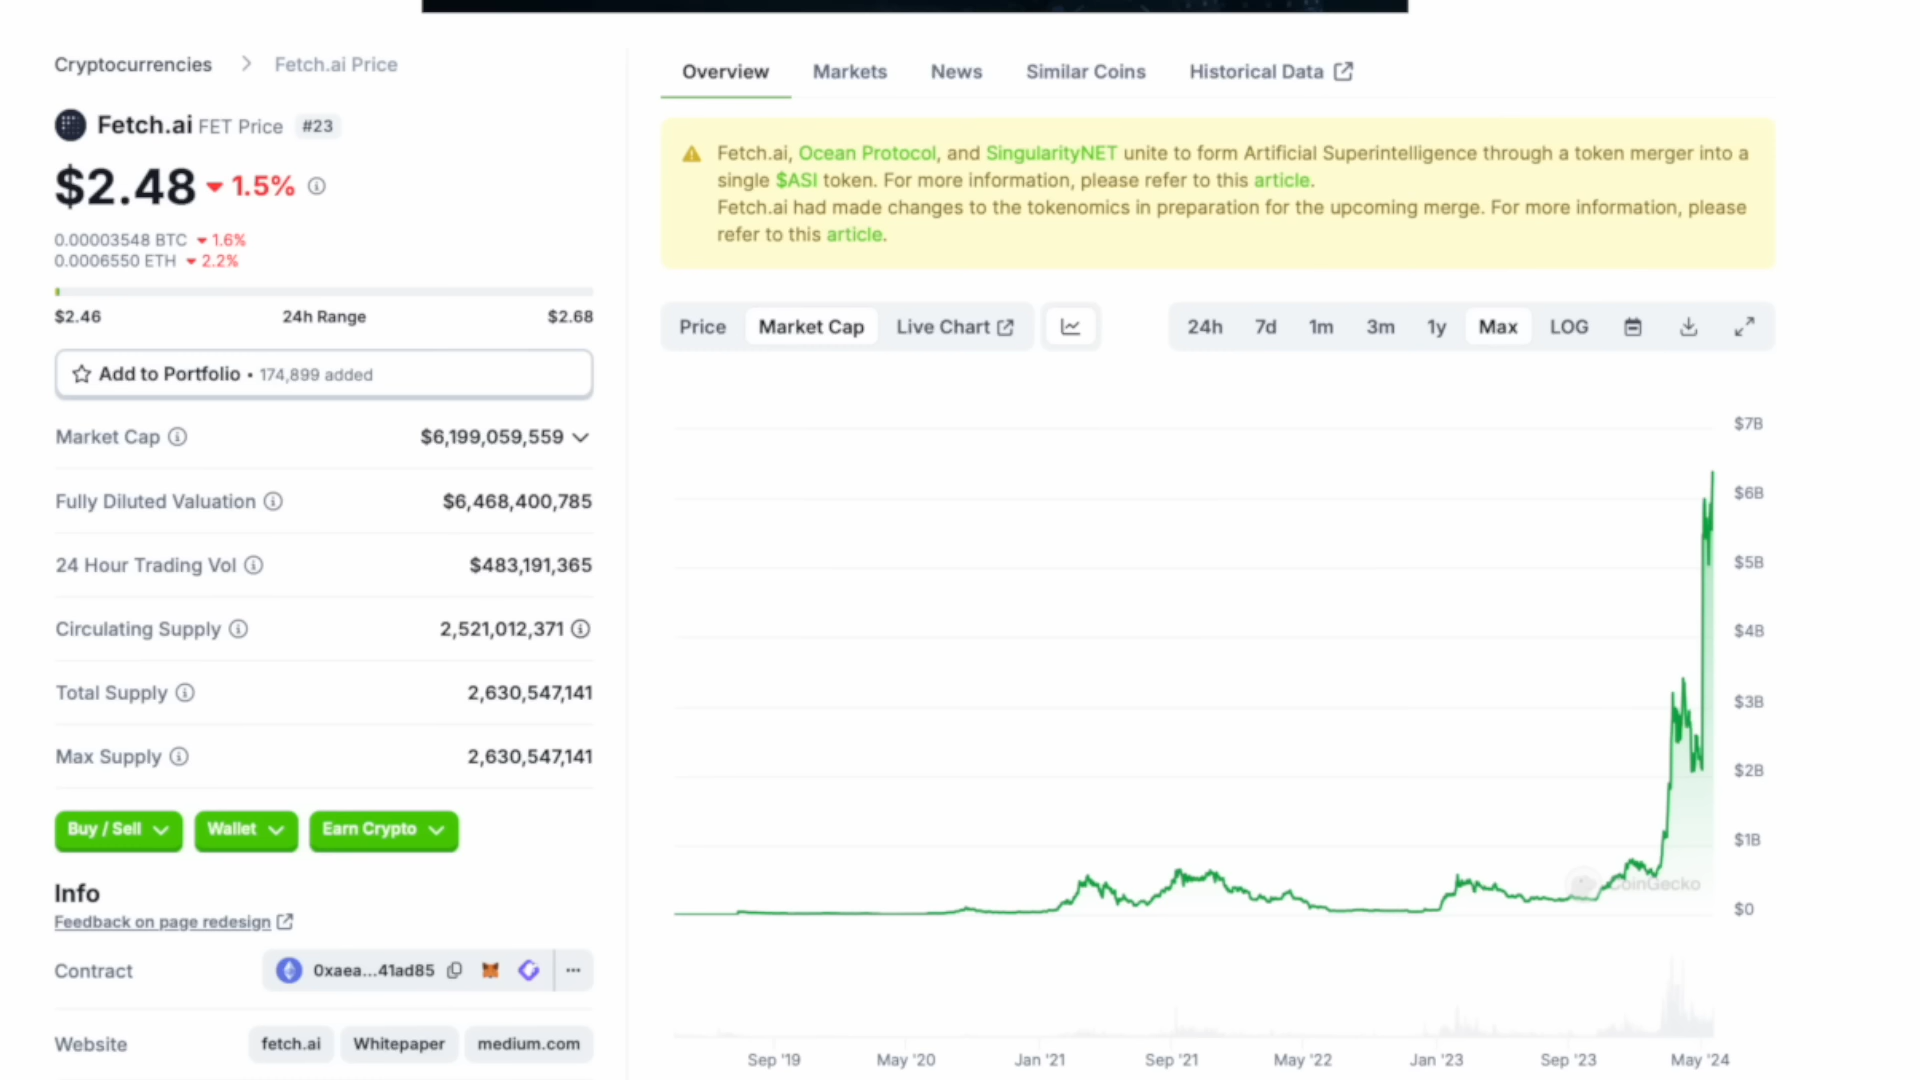 Cryptocurrencies > Fetch.ai Price
Fetch.ai FET Price #23
$2.48 1.5%
0.00003548 BTC 1.6%
0.0006550 ETH 2.2%
$2.46 24h Range $2.68
Add to Portfolio • 174,899 added
Market Cap $6,199,059,559
Fully Diluted Valuation $6,468,400,785
24 Hour Trading Vol $483,191,365
Circulating Supply 2,521,012,371
Total Supply 2,630,547,141
Max Supply 2,630,547,141
Buy / Sell Wallet Earn Crypto
Info
Feedback on page redesign
Contract 0xaea...41ad85 ...
Website fetch.ai Whitepaper medium.com
Overview Markets News Similar Coins Historical Data
Fetch.ai, Ocean Protocol, and SingularityNET unite to form Artificial Superintelligence through a token merger into a
single $ASI token. For more information, please refer to this article.
Fetch.ai had made changes to the tokenomics in preparation for the upcoming merge. For more information, please
refer to this article.
Price Market Cap Live Chart 24h 7d 1m 3m 1y Max LOG
$7B
$6B
$5B
$4B
$3B
$2B
$1B
CoinGecko
$0
Sep '19 May '20 Jan '21 Sep '21 May '22 Jan '23 Sep '23 May '24